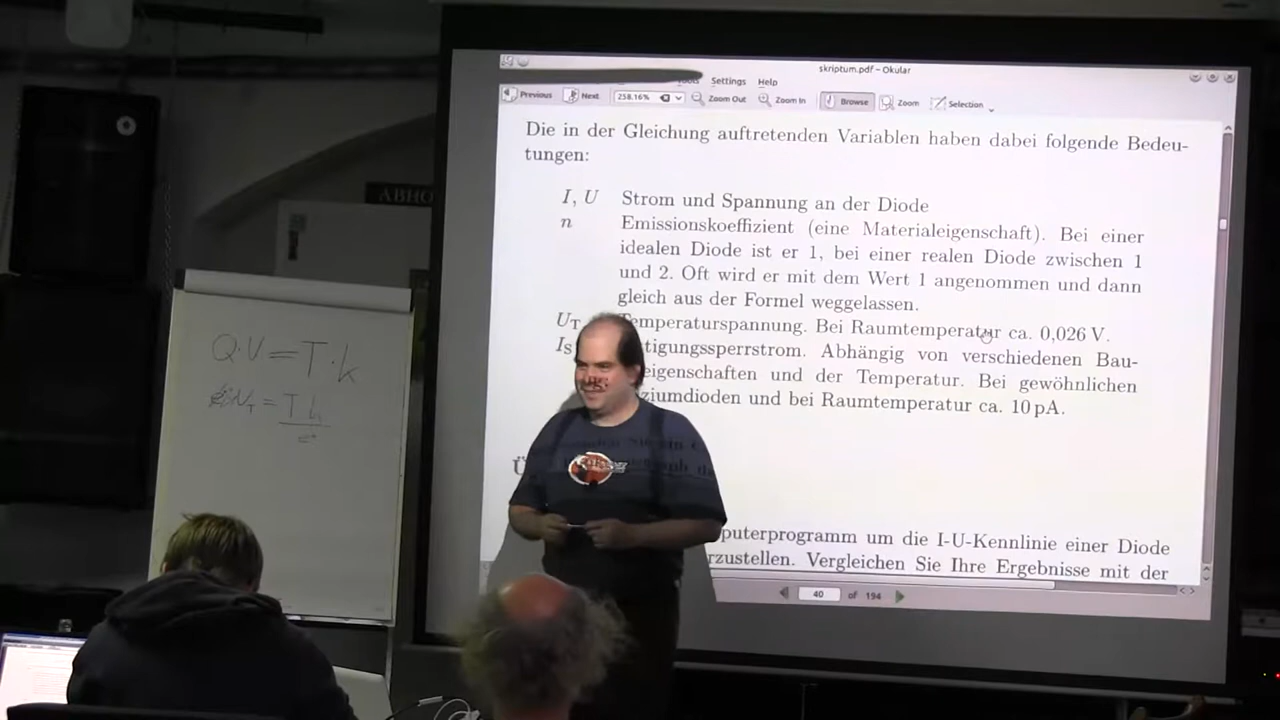 skriptum.pdf – Okular
Tools Settings Help
Previous Next 258.16% Zoom Out Zoom In Browse Zoom Selection
Die in der Gleichung auftretenden Variablen haben dabei folgende Bedeu-
tungen:
I, U Strom und Spannung an der Diode
n Emissionskoeffizient (eine Materialeigenschaft). Bei einer
idealen Diode ist er 1, bei einer realen Diode zwischen 1
und 2. Oft wird er mit dem Wert 1 angenommen und dann
gleich aus der Formel weggelassen.
UT Temperaturspannung. Bei Raumtemperatur ca. 0,026 V.
IS tigungssperrstrom. Abhängig von verschiedenen Bau-
eigenschaften und der Temperatur. Bei gewöhnlichen
ziumdioden und bei Raumtemperatur ca. 10 pA.
Ü
puterprogramm um die I-U-Kennlinie einer Diode
rzustellen. Vergleichen Sie Ihre Ergebnisse mit der
40 of 194
ABHO
Q·V=T·k